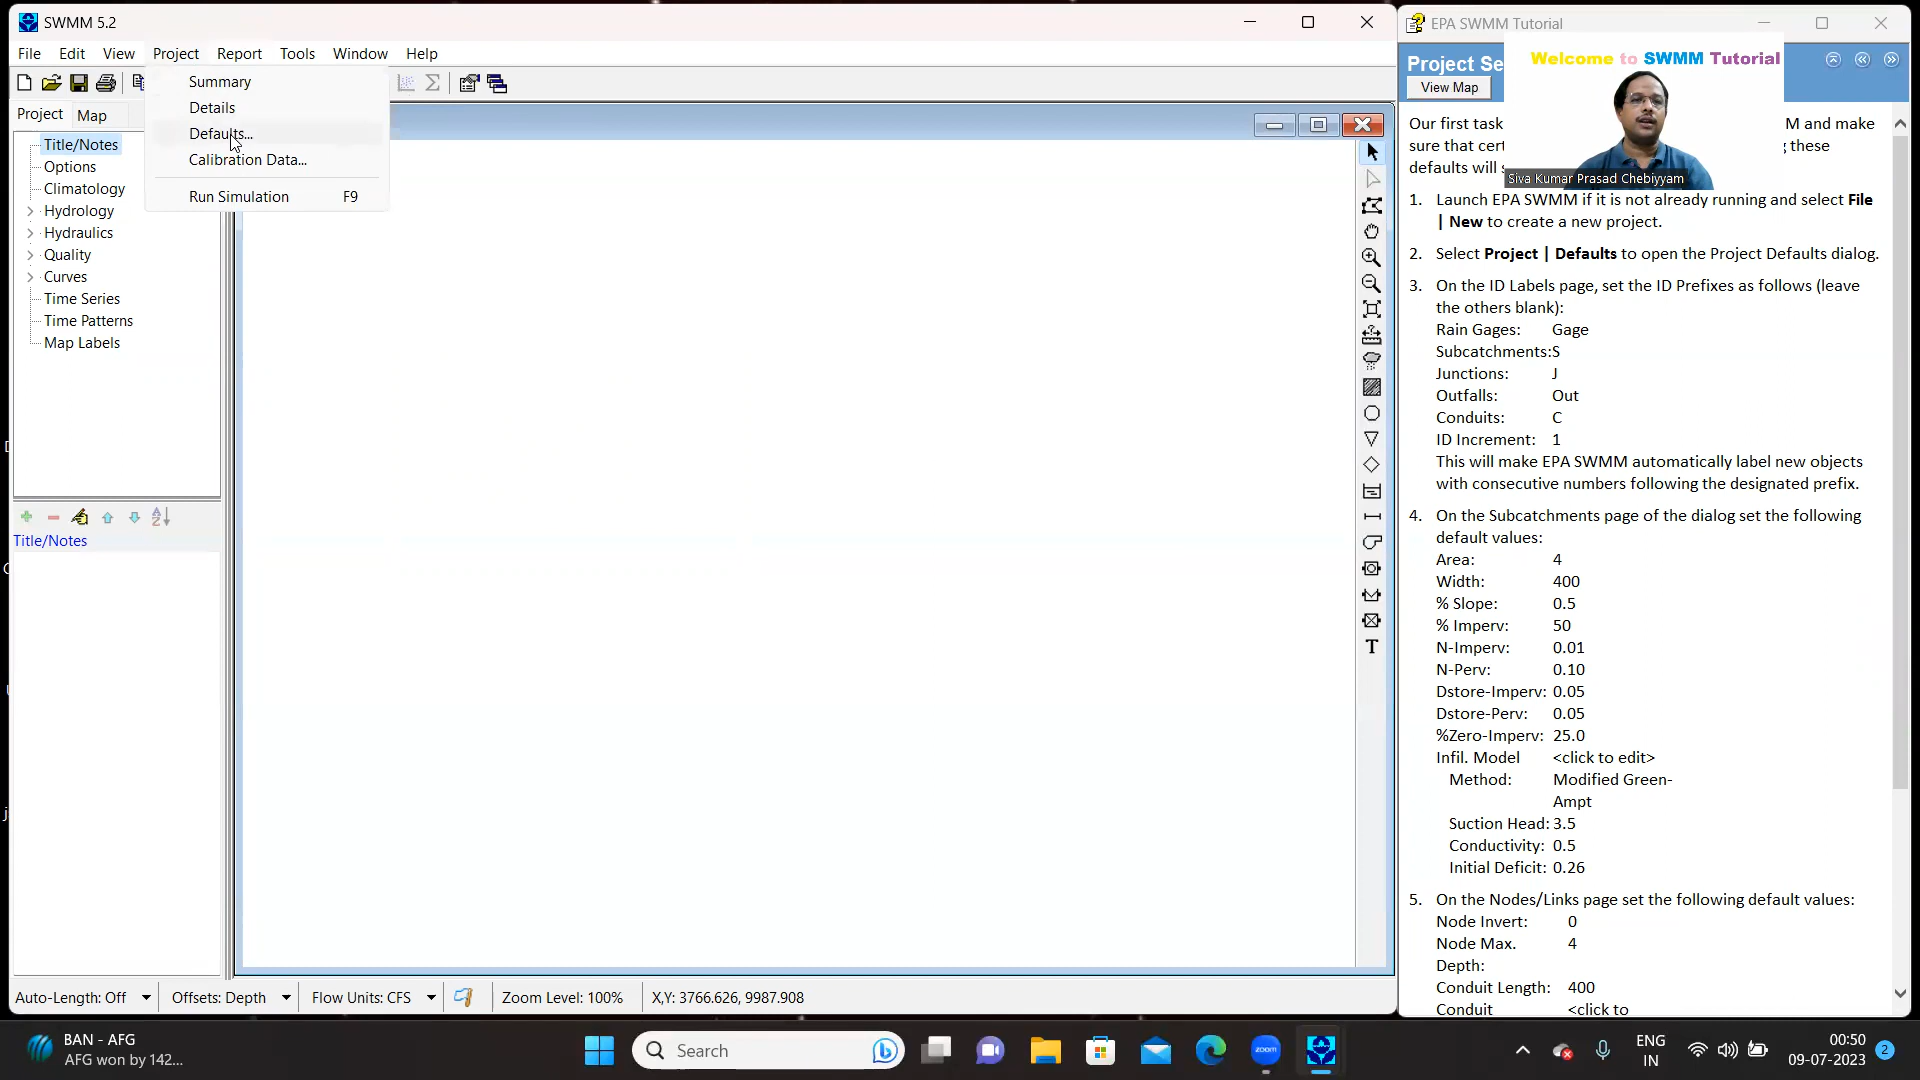 SWMM 5.2
File Edit View Project Report Tools Window Help
Summary
Details
Defaults...
Calibration Data...
Run Simulation F9
Project Map
Title/Notes
Options
Climatology
Hydrology
Hydraulics
Quality
Curves
Time Series
Time Patterns
Map Labels
Title/Notes
Auto-Length: Off
Offsets: Depth
Flow Units: CFS
Zoom Level: 100%
X,Y: 3766.626, 9987.908
EPA SWMM Tutorial
Project Se
View Map
Welcome to SWMM Tutorial
Siva Kumar Prasad Chebiyyam
Our first task M and make
sure that cert these
defaults will
1. Launch EPA SWMM if it is not already running and select File
| New to create a new project.
2. Select Project | Defaults to open the Project Defaults dialog.
3. On the ID Labels page, set the ID Prefixes as follows (leave
the others blank):
Rain Gages: Gage
Subcatchments:S
Junctions: J
Outfalls: Out
Conduits: C
ID Increment: 1
This will make EPA SWMM automatically label new objects
with consecutive numbers following the designated prefix.
4. On the Subcatchments page of the dialog set the following
default values:
Area: 4
Width: 400
% Slope: 0.5
% Imperv: 50
N-Imperv: 0.01
N-Perv: 0.10
Dstore-Imperv: 0.05
Dstore-Perv: 0.05
%Zero-Imperv: 25.0
Infil. Model <click to edit>
Method: Modified Green-
Ampt
Suction Head: 3.5
Conductivity: 0.5
Initial Deficit: 0.26
5. On the Nodes/Links page set the following default values:
Node Invert: 0
Node Max. 4
Depth:
Conduit Length: 400
Conduit <click to
BAN - AFG
AFG won by 142...
Search
zoom
ENG
IN
00:50
09-07-2023
2